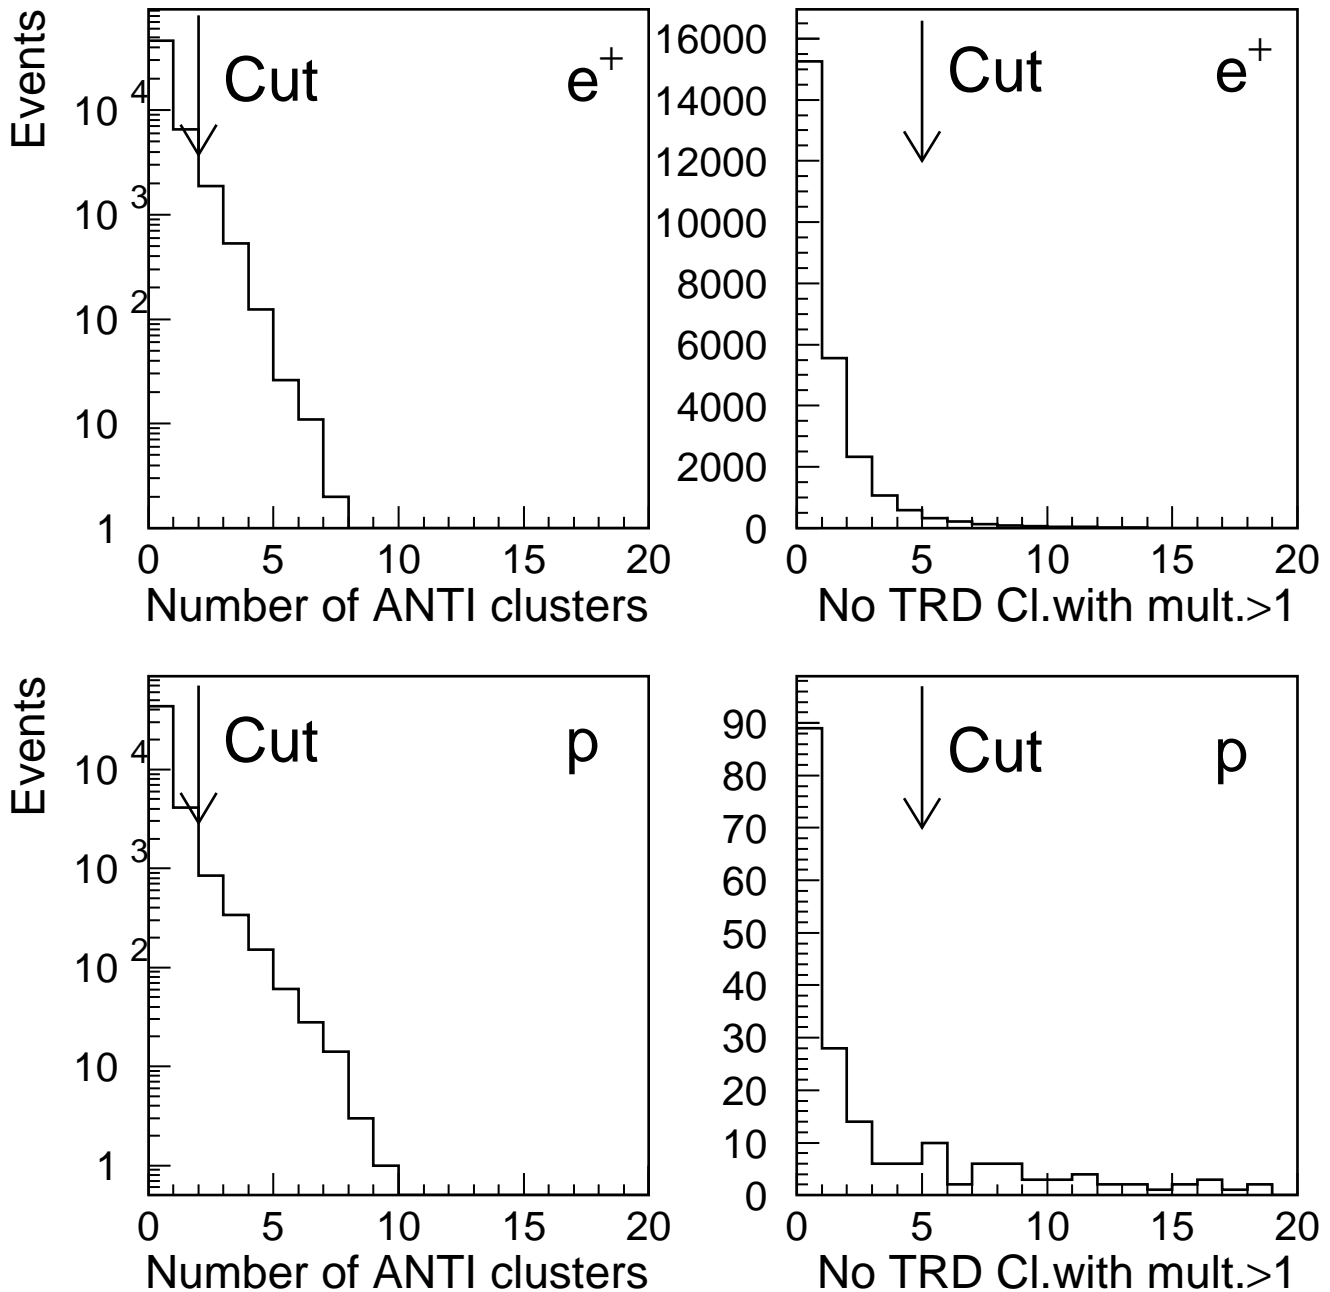 Events
Cut
e+
10^4
10^3
10^2
10
1
0 5 10 15 20
Number of ANTI clusters
Cut
e+
16000
14000
12000
10000
8000
6000
4000
2000
0
0 5 10 15 20
No TRD Cl.with mult.>1
Events
Cut
p
10^4
10^3
10^2
10
1
0 5 10 15 20
Number of ANTI clusters
Cut
p
90
80
70
60
50
40
30
20
10
0
0 5 10 15 20
No TRD Cl.with mult.>1